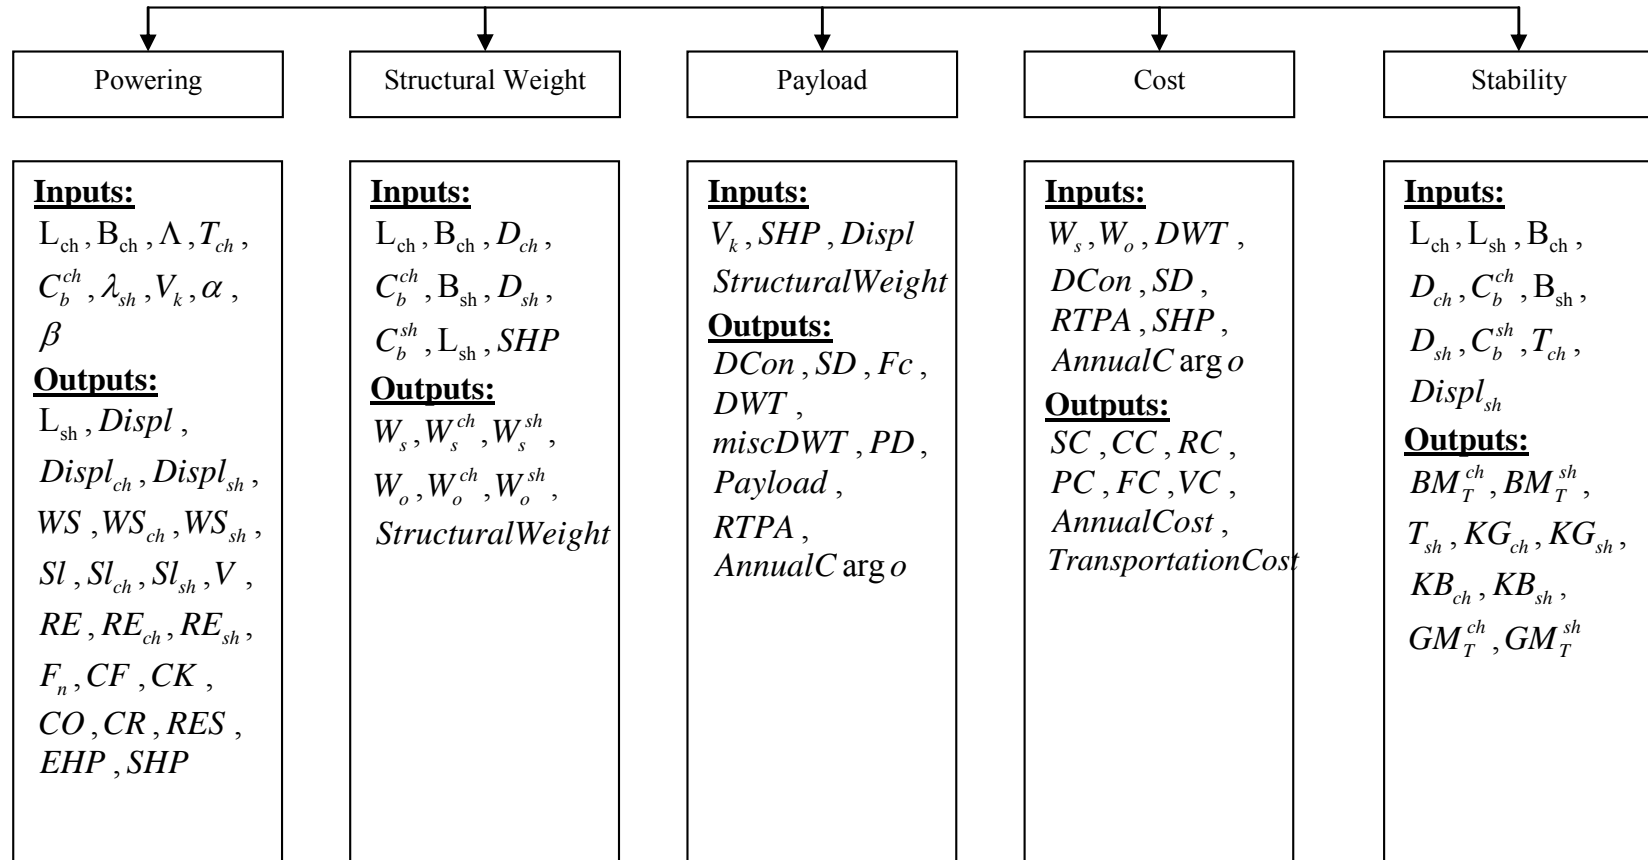 Powering
Structural Weight
Payload
Cost
Stability
Inputs:
L_ch , B_ch , Λ , T_ch ,
C_b^ch , λ_sh , V_k , α ,
β
Outputs:
L_sh , Displ ,
Displ_ch , Displ_sh ,
WS , WS_ch , WS_sh ,
Sl , Sl_ch , Sl_sh , V ,
RE , RE_ch , RE_sh ,
F_n , CF , CK ,
CO , CR , RES ,
EHP , SHP
Inputs:
L_ch , B_ch , D_ch ,
C_b^ch , B_sh , D_sh ,
C_b^sh , L_sh , SHP
Outputs:
W_s , W_s^ch , W_s^sh ,
W_o , W_o^ch , W_o^sh ,
StructuralWeight
Inputs:
V_k , SHP , Displ
StructuralWeight
Outputs:
DCon , SD , Fc ,
DWT ,
miscDWT , PD ,
Payload ,
RTPA ,
AnnualC arg o
Inputs:
W_s , W_o , DWT ,
DCon , SD ,
RTPA , SHP ,
AnnualC arg o
Outputs:
SC , CC , RC ,
PC , FC , VC ,
AnnualCost ,
TransportationCost
Inputs:
L_ch , L_sh , B_ch ,
D_ch , C_b^ch , B_sh ,
D_sh , C_b^sh , T_ch ,
Displ_sh
Outputs:
BM_T^ch , BM_T^sh ,
T_sh , KG_ch , KG_sh ,
KB_ch , KB_sh ,
GM_T^ch , GM_T^sh